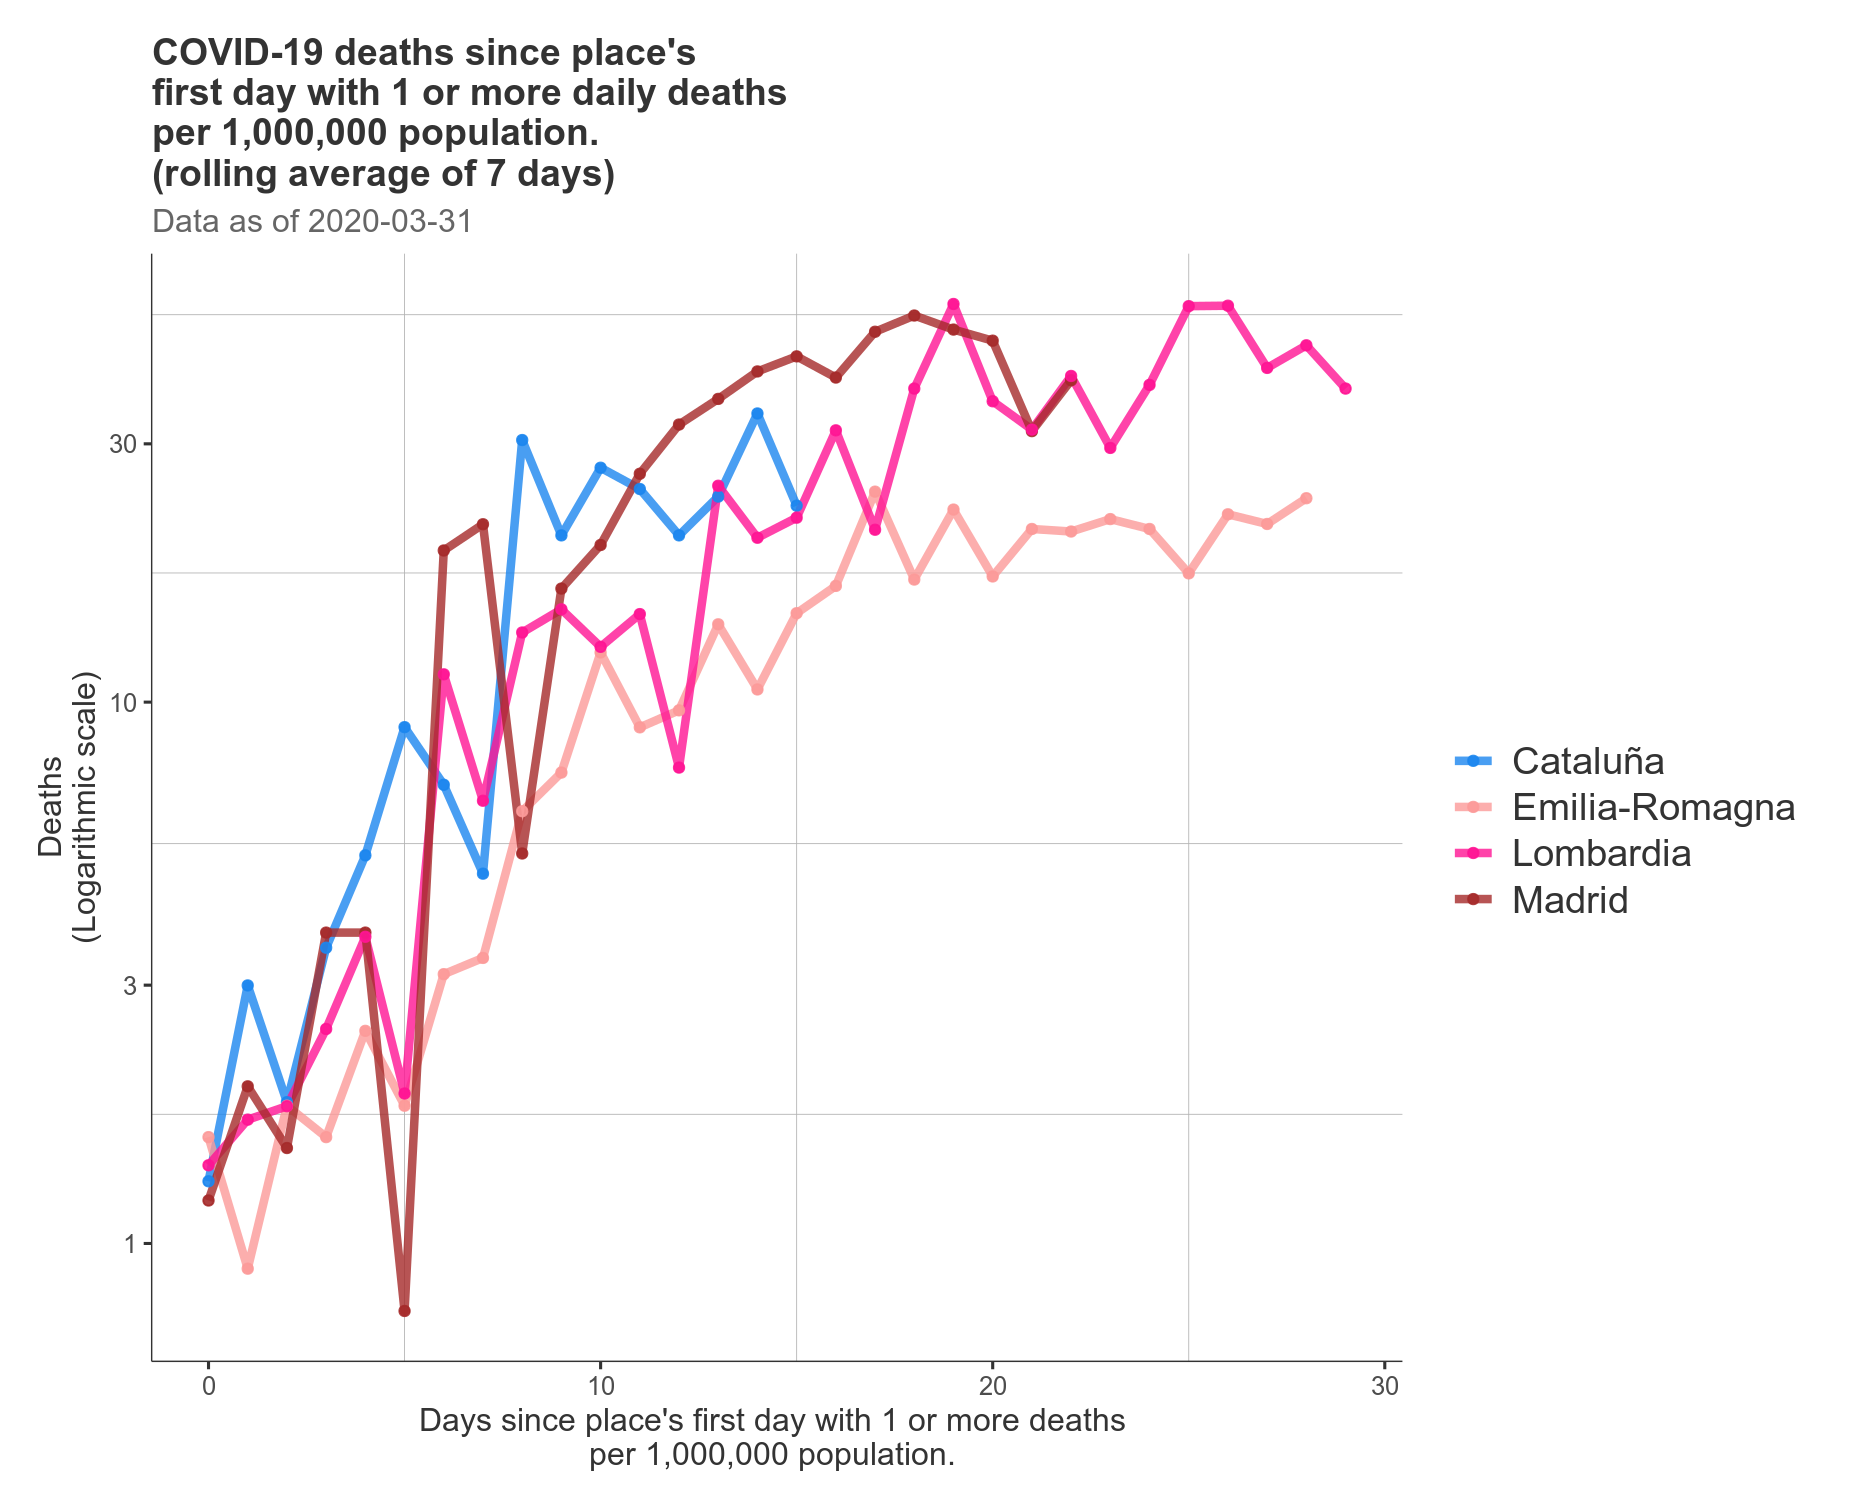 COVID-19 deaths since place's
first day with 1 or more daily deaths
per 1,000,000 population.
(rolling average of 7 days)
Data as of 2020-03-31
Deaths
(Logarithmic scale)
30
10
3
1
0
10
20
30
Days since place's first day with 1 or more deaths
per 1,000,000 population.
Cataluña
Emilia-Romagna
Lombardia
Madrid